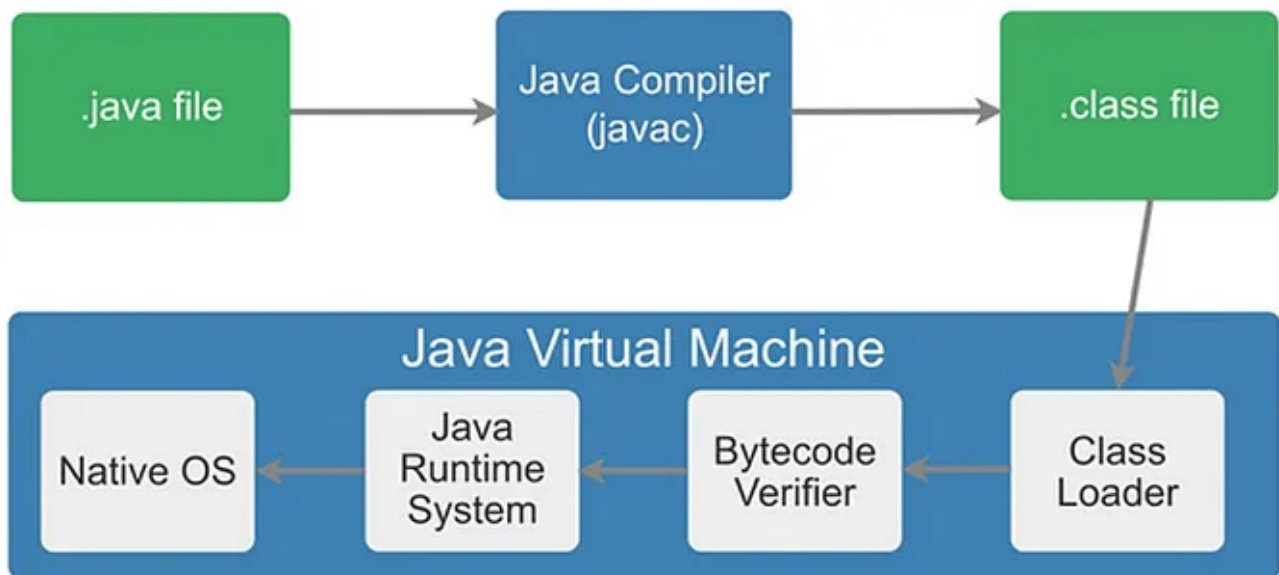 .java file
Java Compiler
(javac)
.class file
Java Virtual Machine
Native OS
Java
Runtime
System
Bytecode
Verifier
Class
Loader